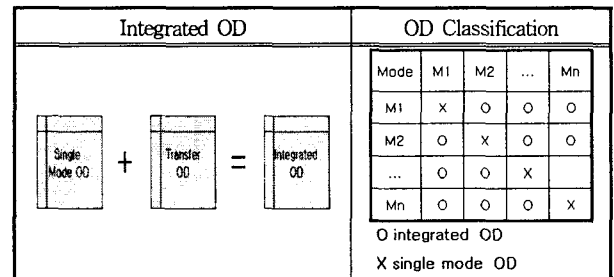 Integrated OD
OD Classification
Single Mode OD + Transfer OD = Integrated OD
Mode M1 M2 ... Mn
M1 X O O O
M2 O X O O
... O O X
Mn O O O X
O integrated OD
X single mode OD